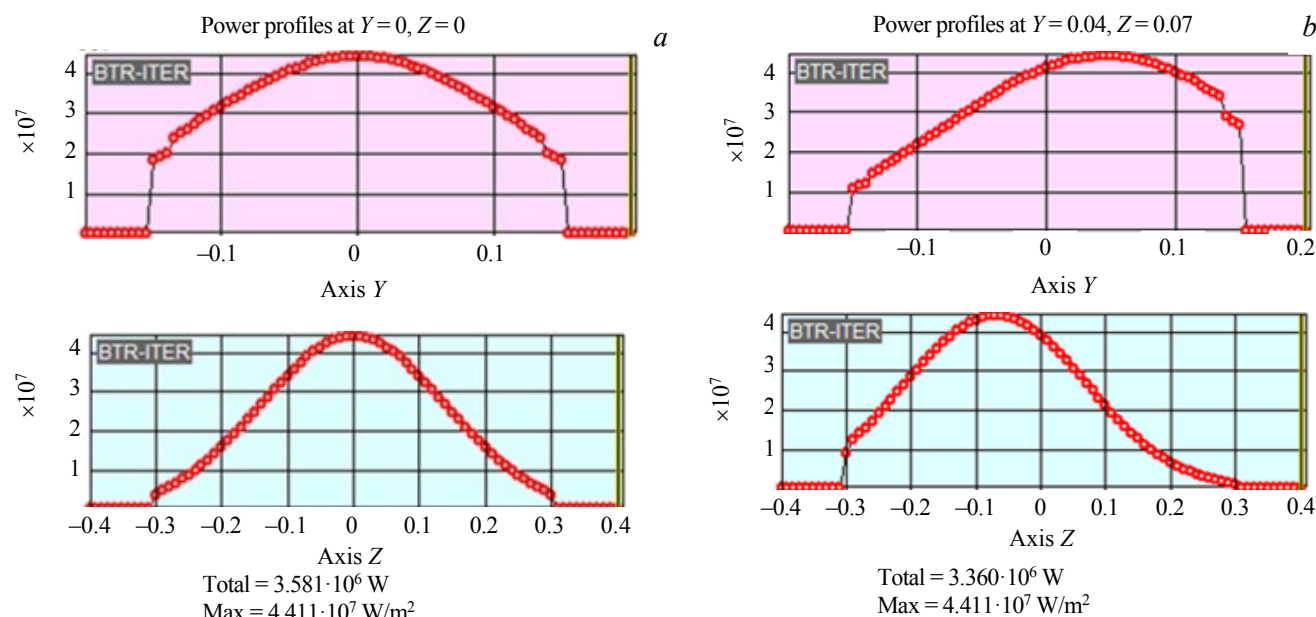 Power profiles at Y = 0, Z = 0
a
BTR-ITER
×10⁷
4
3
2
1
–0.1 0 0.1
Axis Y
BTR-ITER
×10⁷
4
3
2
1
–0.4 –0.3 –0.2 –0.1 0 0.1 0.2 0.3 0.4
Axis Z
Total = 3.581·10⁶ W
Max = 4.411·10⁷ W/m²
Power profiles at Y = 0.04, Z = 0.07
b
BTR-ITER
×10⁷
4
3
2
1
–0.1 0 0.1 0.2
Axis Y
BTR-ITER
×10⁷
4
3
2
1
–0.4 –0.3 –0.2 –0.1 0 0.1 0.2 0.3 0.4
Axis Z
Total = 3.360·10⁶ W
Max = 4.411·10⁷ W/m²